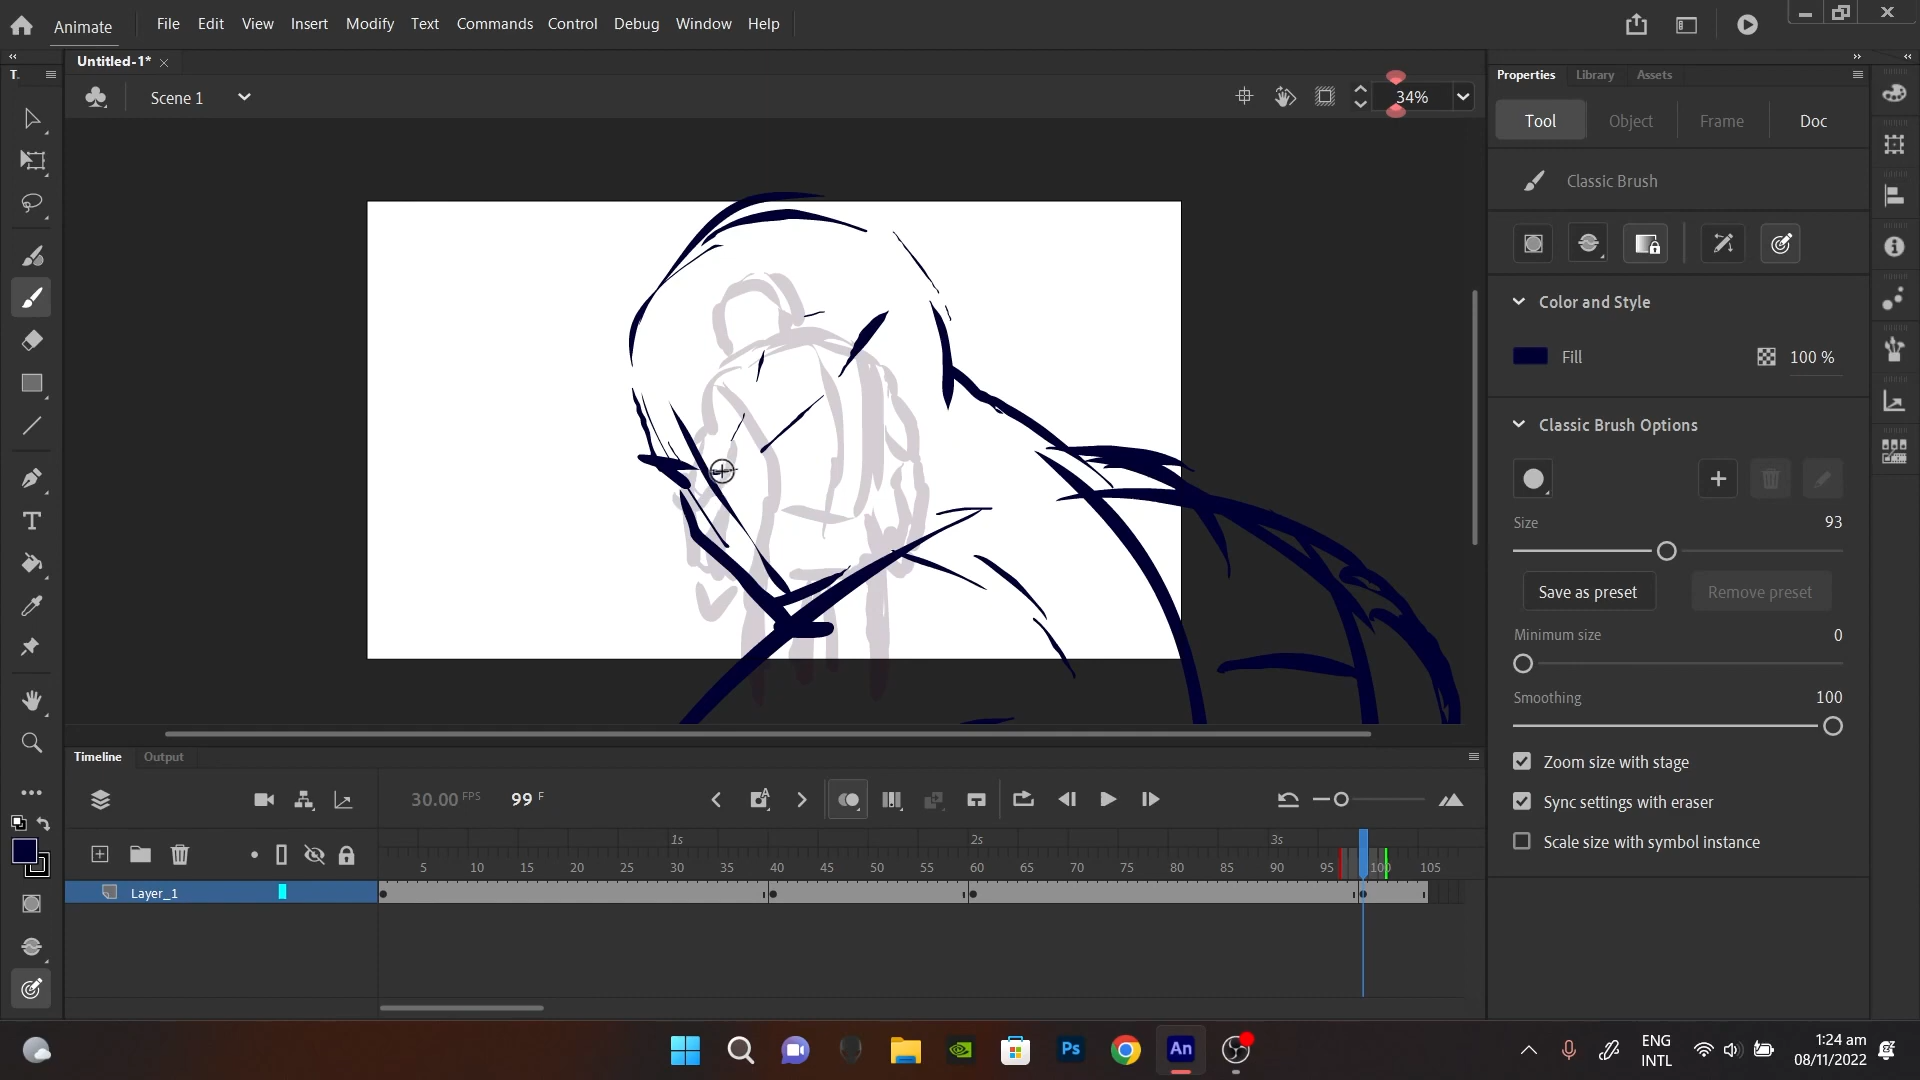 Animate File Edit View Insert Modify Text Commands Control Debug Window Help
Untitled-1*
T.
Scene 1 34%
Properties Library Assets
Tool Object Frame Doc
Classic Brush
Color and Style
Fill 100 %
Classic Brush Options
Size 93
Save as preset Remove preset
Minimum size 0
Smoothing 100
Zoom size with stage
Sync settings with eraser
Scale size with symbol instance
Timeline Output
30.00 FPS 99 F
1s 2s 3s
5 10 15 20 25 30 35 40 45 50 55 60 65 70 75 80 85 90 95 100 105
Layer_1
Ps An
ENG
INTL
1:24 am
08/11/2022